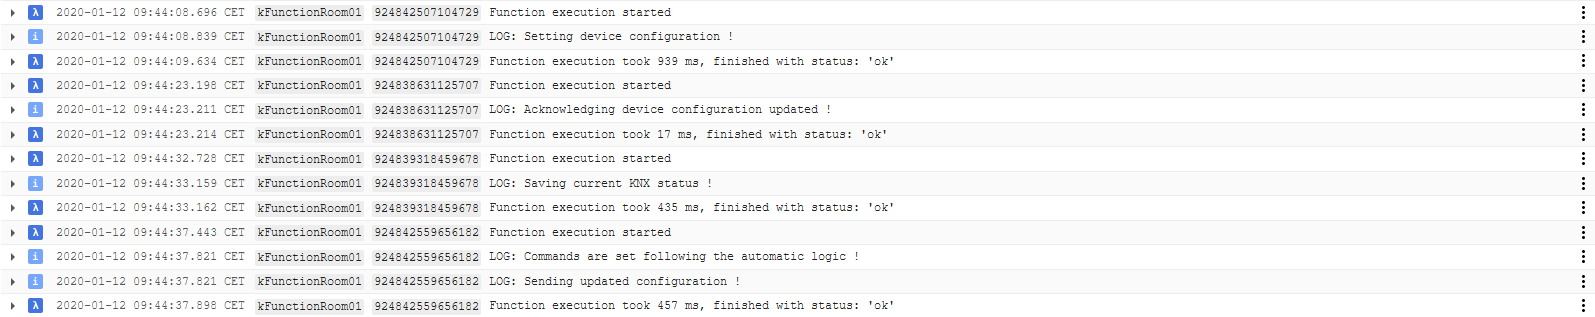 λ 2020-01-12 09:44:08.696 CET kFunctionRoom01 924842507104729 Function execution started
i 2020-01-12 09:44:08.839 CET kFunctionRoom01 924842507104729 LOG: Setting device configuration !
λ 2020-01-12 09:44:09.634 CET kFunctionRoom01 924842507104729 Function execution took 939 ms, finished with status: 'ok'
λ 2020-01-12 09:44:23.198 CET kFunctionRoom01 924838631125707 Function execution started
i 2020-01-12 09:44:23.211 CET kFunctionRoom01 924838631125707 LOG: Acknowledging device configuration updated !
λ 2020-01-12 09:44:23.214 CET kFunctionRoom01 924838631125707 Function execution took 17 ms, finished with status: 'ok'
λ 2020-01-12 09:44:32.728 CET kFunctionRoom01 924839318459678 Function execution started
i 2020-01-12 09:44:33.159 CET kFunctionRoom01 924839318459678 LOG: Saving current KNX status !
λ 2020-01-12 09:44:33.162 CET kFunctionRoom01 924839318459678 Function execution took 435 ms, finished with status: 'ok'
λ 2020-01-12 09:44:37.443 CET kFunctionRoom01 924842559656182 Function execution started
i 2020-01-12 09:44:37.821 CET kFunctionRoom01 924842559656182 LOG: Commands are set following the automatic logic !
i 2020-01-12 09:44:37.821 CET kFunctionRoom01 924842559656182 LOG: Sending updated configuration !
λ 2020-01-12 09:44:37.898 CET kFunctionRoom01 924842559656182 Function execution took 457 ms, finished with status: 'ok'